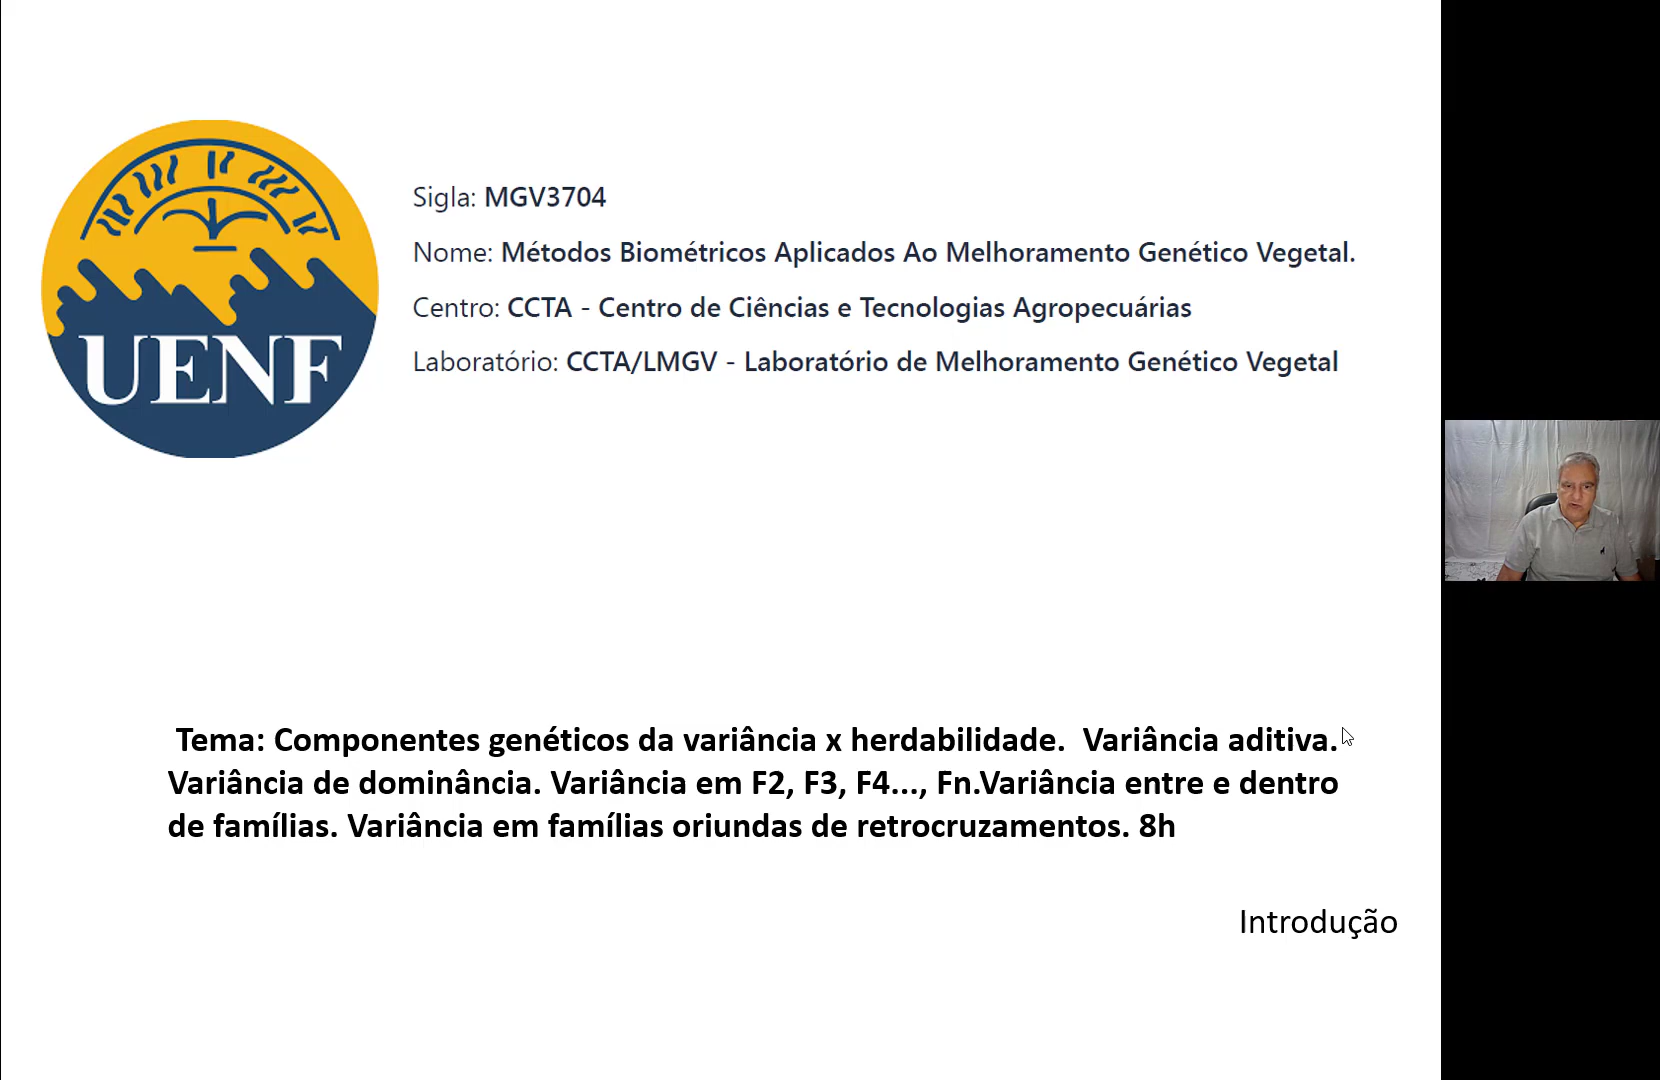 UENF
Sigla: MGV3704
Nome: Métodos Biométricos Aplicados Ao Melhoramento Genético Vegetal.
Centro: CCTA - Centro de Ciências e Tecnologias Agropecuárias
Laboratório: CCTA/LMGV - Laboratório de Melhoramento Genético Vegetal
Tema: Componentes genéticos da variância x herdabilidade.  Variância aditiva.
Variância de dominância. Variância em F2, F3, F4..., Fn.Variância entre e dentro
de famílias. Variância em famílias oriundas de retrocruzamentos. 8h
Introdução